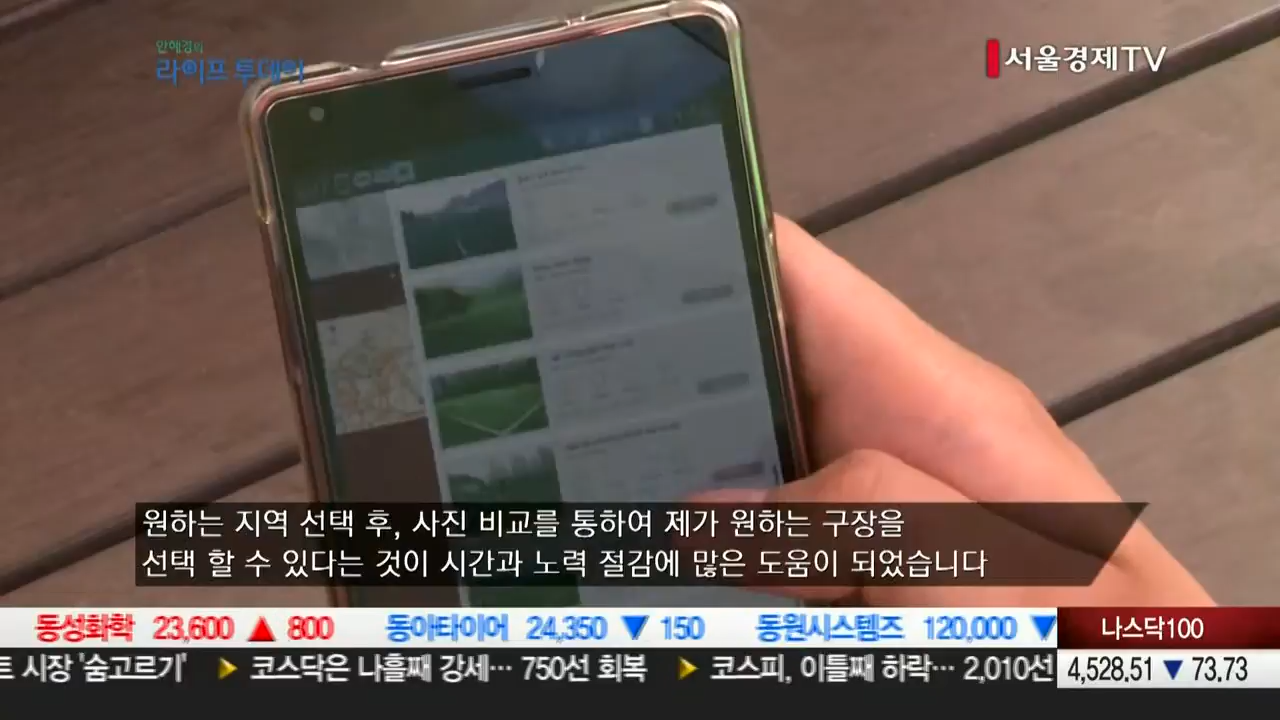 안혜경의
라이프 투데이
서울경제TV
원하는 지역 선택 후, 사진 비교를 통하여 제가 원하는 구장을
선택 할 수 있다는 것이 시간과 노력 절감에 많은 도움이 되었습니다
동성화학 23,600 ▲ 800 동아타이어 24,350 ▼ 150 동원시스템즈 120,000 ▼
나스닥100
트 시장 '숨고르기' ▶ 코스닥은 나흘째 강세… 750선 회복 ▶ 코스피, 이틀째 하락… 2,010선
4,528.51 ▼ 73.73